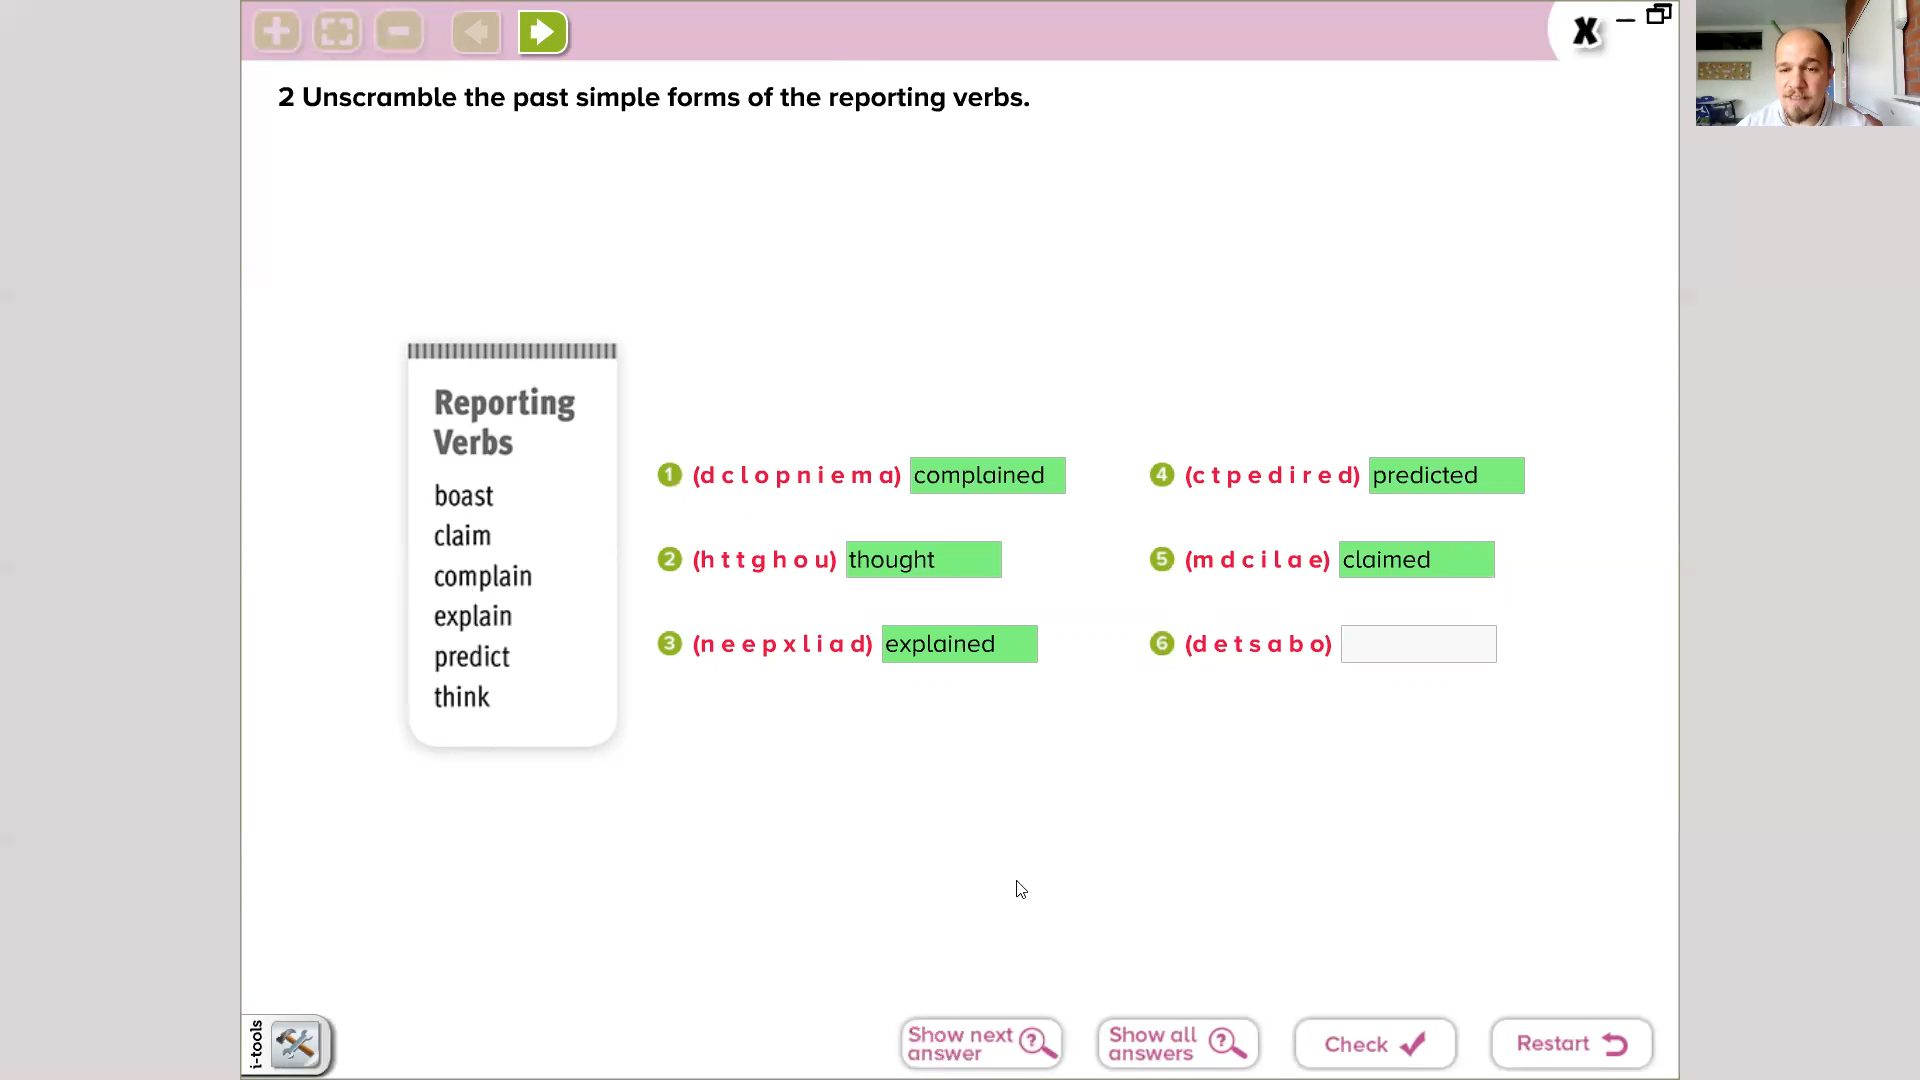 2 Unscramble the past simple forms of the reporting verbs.
Reporting
Verbs
boast
claim
complain
explain
predict
think
1 (d c l o p n i e m a) complained
2 (h t t g h o u) thought
3 (n e e p x l i a d) explained
4 (c t p e d i r e d) predicted
5 (m d c i l a e) claimed
6 (d e t s a b o)
i-tools
Show next
answer
Show all
answers
Check
Restart